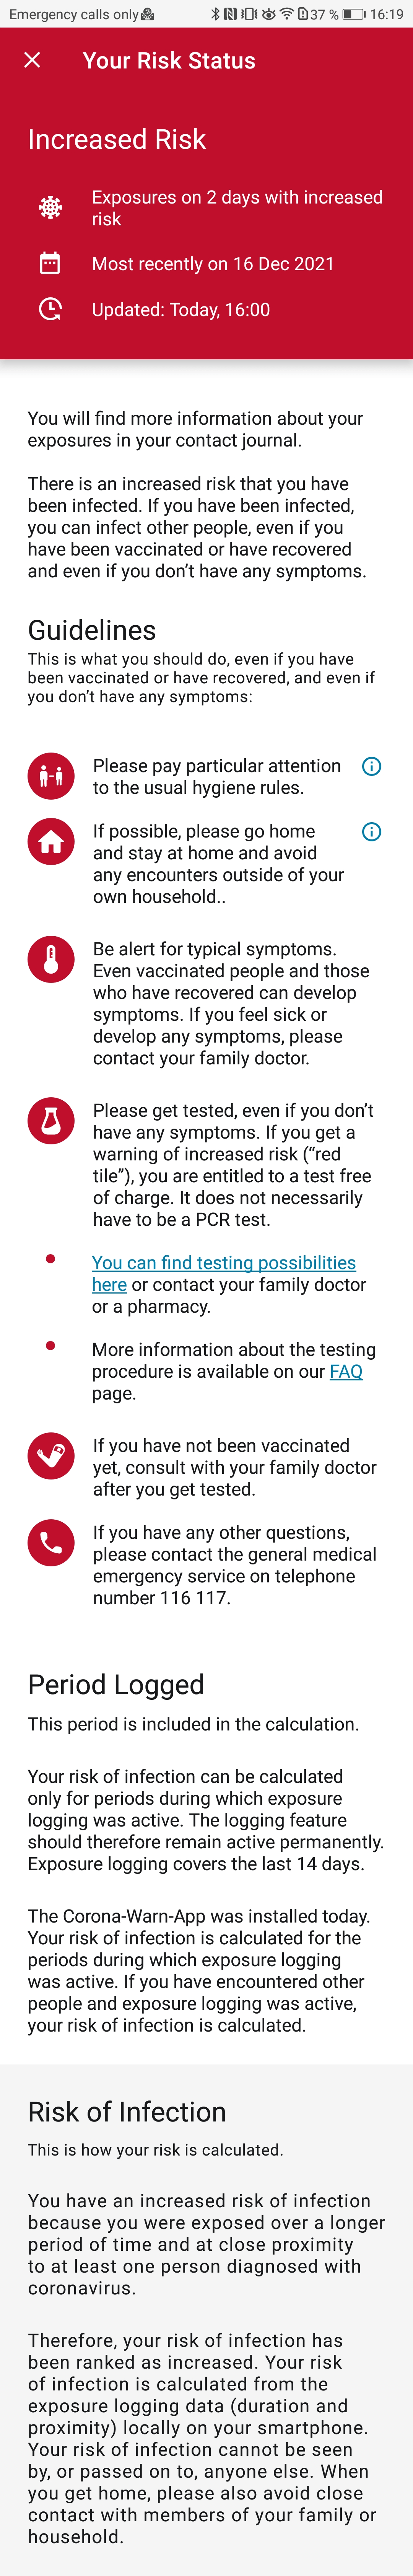 Emergency calls only 37 % 16:19
Your Risk Status
Increased Risk
Exposures on 2 days with increased
risk
Most recently on 16 Dec 2021
Updated: Today, 16:00
You will find more information about your
exposures in your contact journal.
There is an increased risk that you have
been infected. If you have been infected,
you can infect other people, even if you
have been vaccinated or have recovered
and even if you don’t have any symptoms.
Guidelines
This is what you should do, even if you have
been vaccinated or have recovered, and even if
you don’t have any symptoms:
Please pay particular attention
to the usual hygiene rules.
If possible, please go home
and stay at home and avoid
any encounters outside of your
own household..
Be alert for typical symptoms.
Even vaccinated people and those
who have recovered can develop
symptoms. If you feel sick or
develop any symptoms, please
contact your family doctor.
Please get tested, even if you don’t
have any symptoms. If you get a
warning of increased risk (“red
tile”), you are entitled to a test free
of charge. It does not necessarily
have to be a PCR test.
You can find testing possibilities
here or contact your family doctor
or a pharmacy.
More information about the testing
procedure is available on our FAQ
page.
If you have not been vaccinated
yet, consult with your family doctor
after you get tested.
If you have any other questions,
please contact the general medical
emergency service on telephone
number 116 117.
Period Logged
This period is included in the calculation.
Your risk of infection can be calculated
only for periods during which exposure
logging was active. The logging feature
should therefore remain active permanently.
Exposure logging covers the last 14 days.
The Corona-Warn-App was installed today.
Your risk of infection is calculated for the
periods during which exposure logging
was active. If you have encountered other
people and exposure logging was active,
your risk of infection is calculated.
Risk of Infection
This is how your risk is calculated.
You have an increased risk of infection
because you were exposed over a longer
period of time and at close proximity
to at least one person diagnosed with
coronavirus.
Therefore, your risk of infection has
been ranked as increased. Your risk
of infection is calculated from the
exposure logging data (duration and
proximity) locally on your smartphone.
Your risk of infection cannot be seen
by, or passed on to, anyone else. When
you get home, please also avoid close
contact with members of your family or
household.